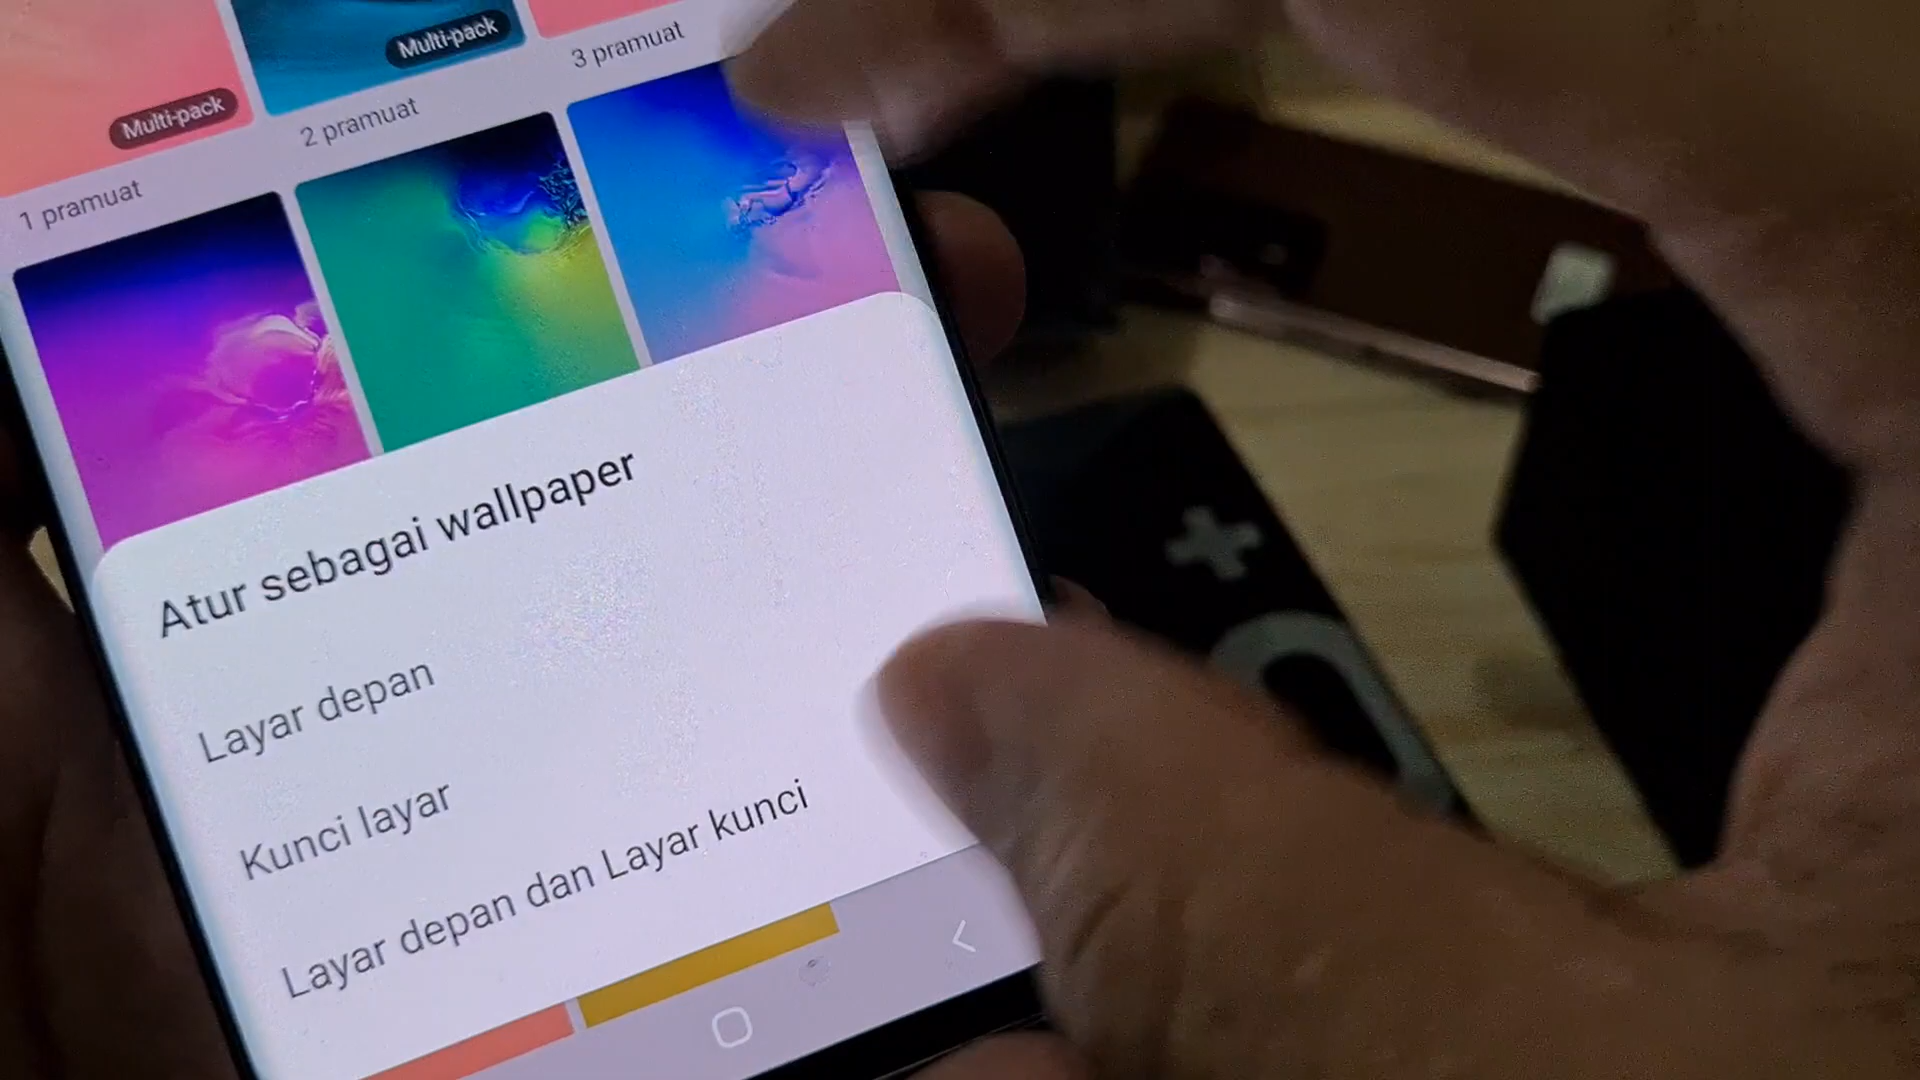 Multi-pack
Multi-pack
3 pramuat
2 pramuat
1 pramuat
Atur sebagai wallpaper
Layar depan
Kunci layar
Layar depan dan Layar kunci